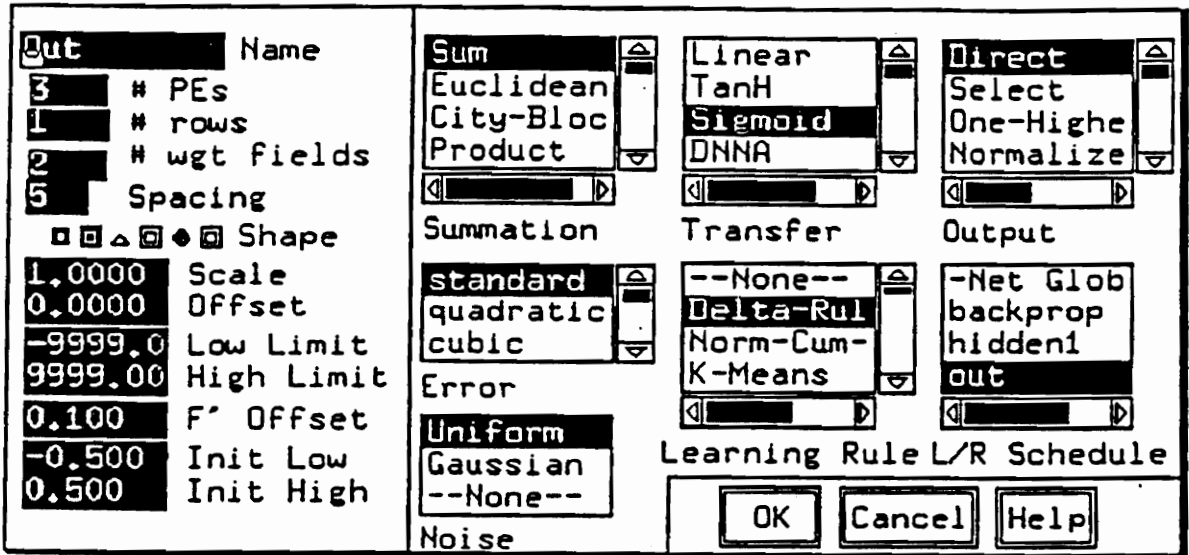 Out Name
3 # PEs
1 # rows
2 # wgt fields
5 Spacing
Shape
1.0000 Scale
0.0000 Offset
-9999.0 Low Limit
9999.00 High Limit
0.100 F' Offset
-0.500 Init Low
0.500 Init High
Sum
Euclidean
City-Bloc
Product
Summation
Linear
TanH
Sigmoid
DNNA
Transfer
Direct
Select
One-Highe
Normalize
Output
standard
quadratic
cubic
Error
--None--
Delta-Rul
Norm-Cum-
K-Means
Learning Rule
-Net Glob
backprop
hidden1
out
L/R Schedule
Uniform
Gaussian
--None--
Noise
OK Cancel Help